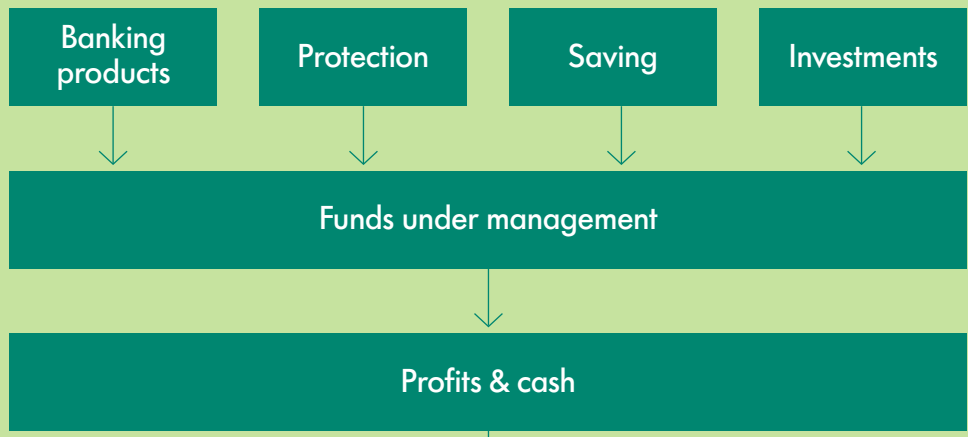 Banking
products
Protection
Saving
Investments
Funds under management
Profits & cash